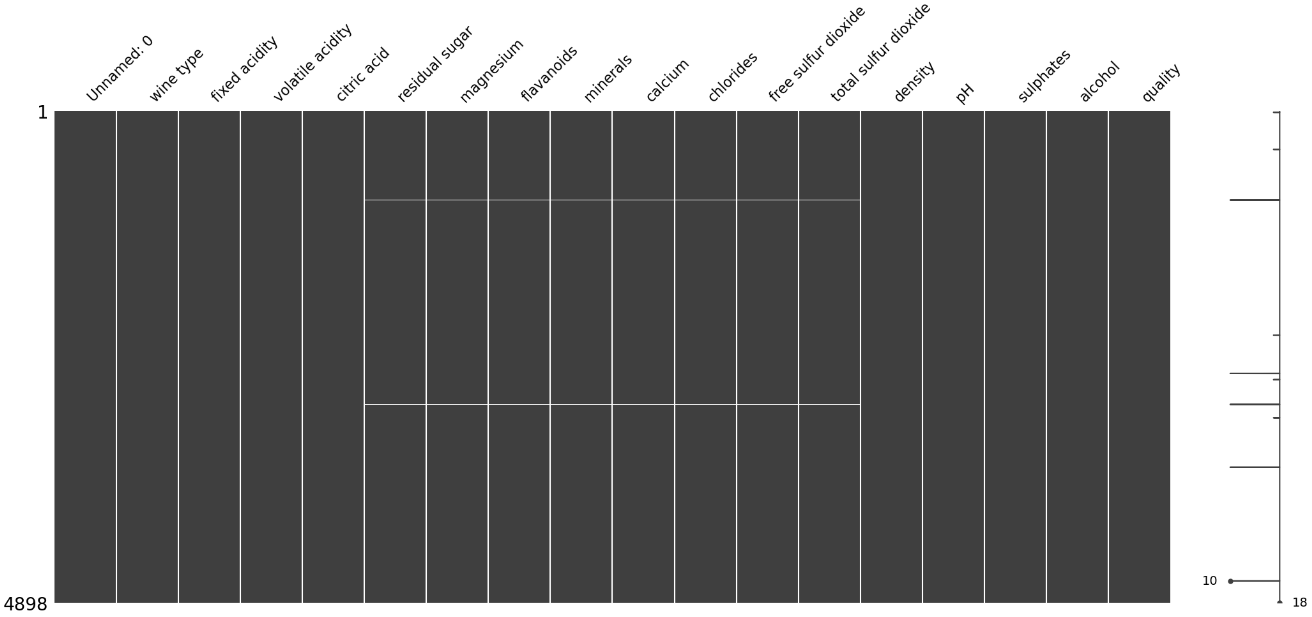 Unnamed: 0
wine type
fixed acidity
volatile acidity
citric acid
residual sugar
magnesium
flavanoids
minerals
calcium
chlorides
free sulfur dioxide
total sulfur dioxide
density
pH
sulphates
alcohol
quality
1
10
4898
18